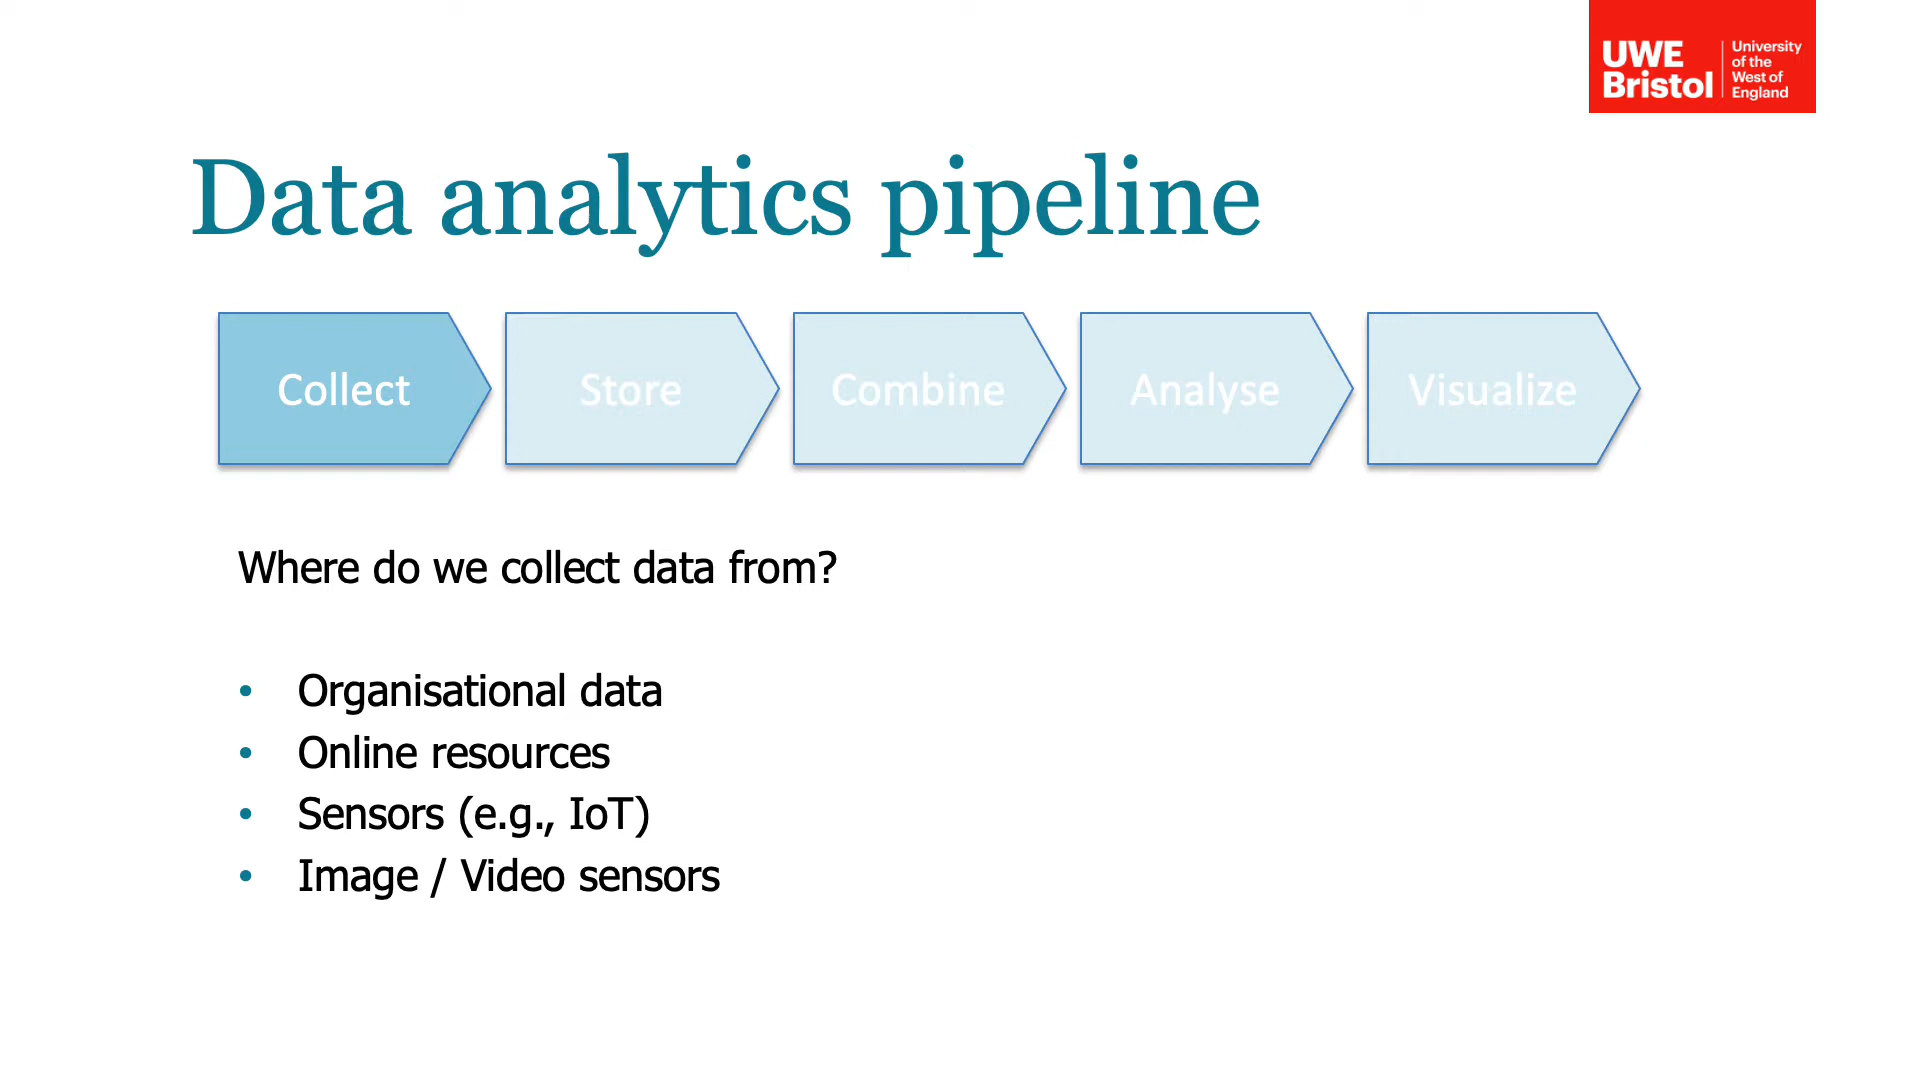 UWE
Bristol
University
of the
West of
England
Data analytics pipeline
Collect
Store
Combine
Analyse
Visualize
Where do we collect data from?
• Organisational data
• Online resources
• Sensors (e.g., IoT)
• Image / Video sensors